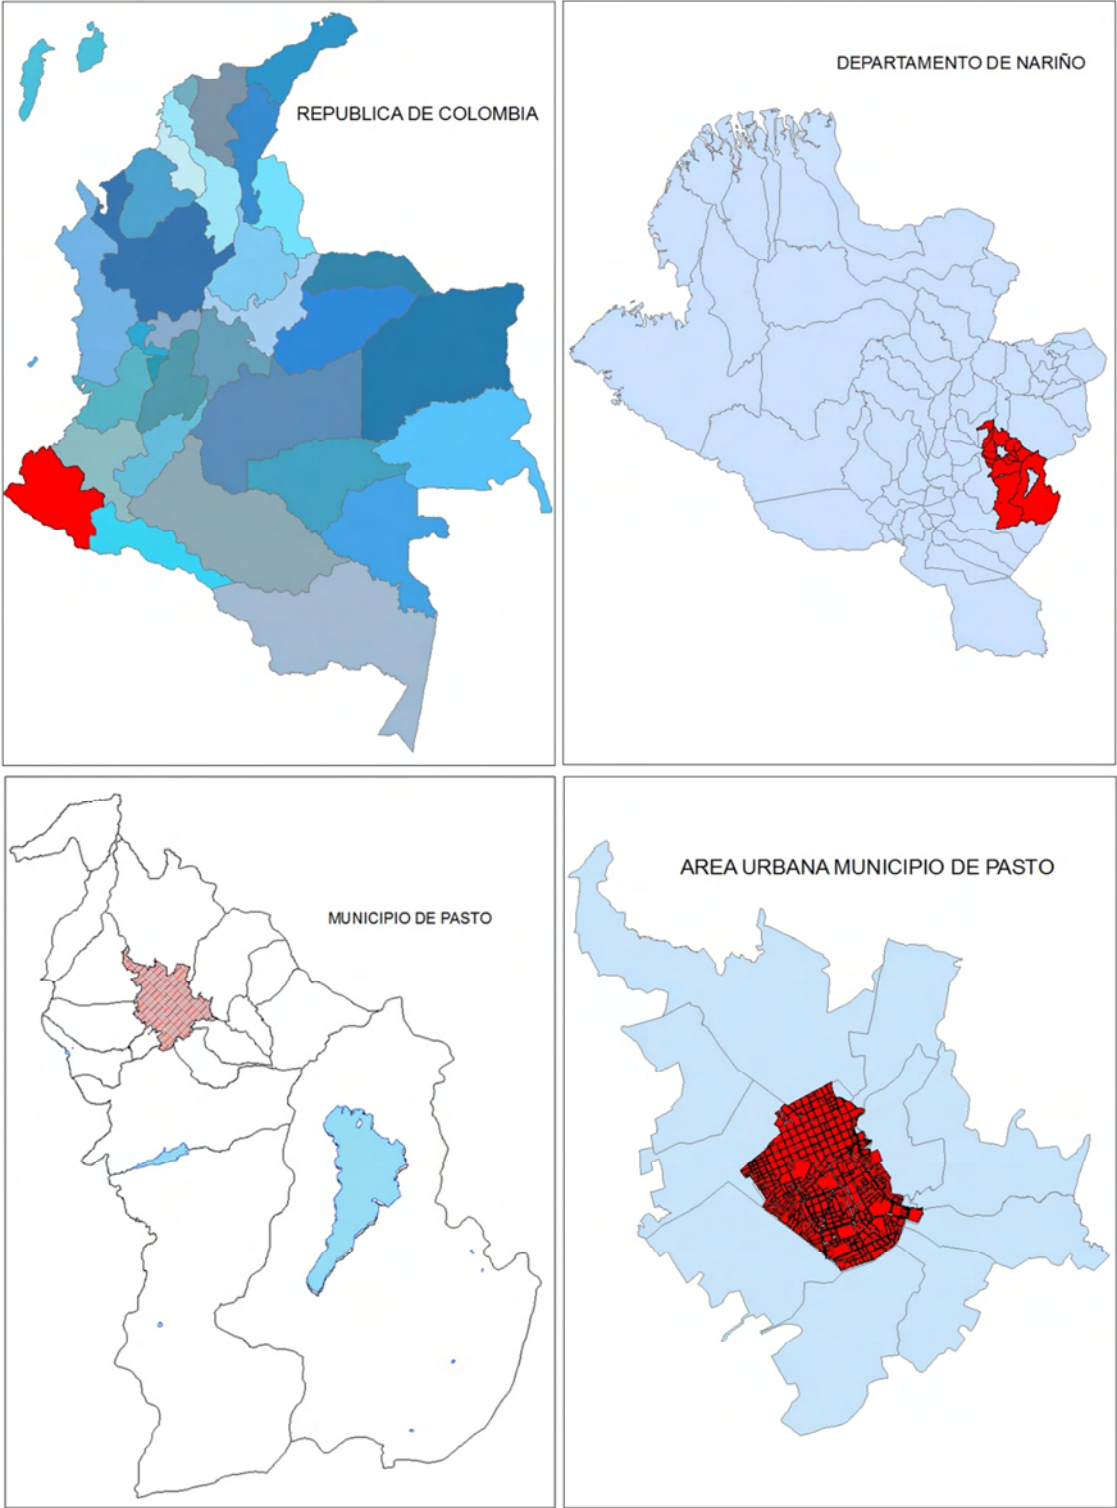 REPUBLICA DE COLOMBIA
DEPARTAMENTO DE NARIÑO
MUNICIPIO DE PASTO
AREA URBANA MUNICIPIO DE PASTO